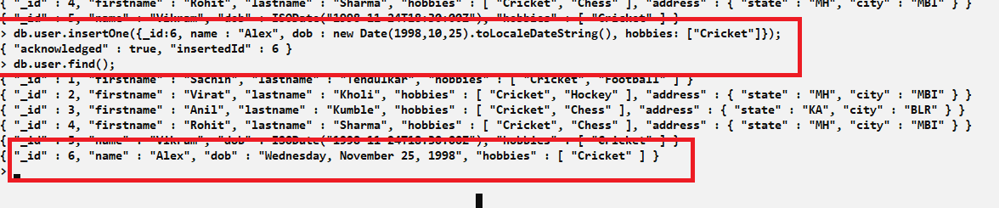 { "_id" : 4, "firstname" : "Rohit", "lastname" : "Sharma", "hobbies" : [ "Cricket", "Chess" ], "address" : { "state" : "MH", "city" : "MBI" } }
{ "_id" : 5, "name" : "Vikram", "dob" : ISODate("1998-11-24T18:30:00Z"), "hobbies" : [ "Cricket" ] }
> db.user.insertOne({_id:6, name : "Alex", dob : new Date(1998,10,25).toLocaleDateString(), hobbies: ["Cricket"]});
{ "acknowledged" : true, "insertedId" : 6 }
> db.user.find();
{ "_id" : 1, "firstname" : "Sachin", "lastname" : "Tendulkar", "hobbies" : [ "Cricket", "Football" ] }
{ "_id" : 2, "firstname" : "Virat", "lastname" : "Kholi", "hobbies" : [ "Cricket", "Hockey" ], "address" : { "state" : "MH", "city" : "MBI" } }
{ "_id" : 3, "firstname" : "Anil", "lastname" : "Kumble", "hobbies" : [ "Cricket", "Chess" ], "address" : { "state" : "KA", "city" : "BLR" } }
{ "_id" : 4, "firstname" : "Rohit", "lastname" : "Sharma", "hobbies" : [ "Cricket", "Chess" ], "address" : { "state" : "MH", "city" : "MBI" } }
{ "_id" : 5, "name" : "Vikram", "dob" : ISODate("1998-11-24T18:30:00Z"), "hobbies" : [ "Cricket" ] }
{ "_id" : 6, "name" : "Alex", "dob" : "Wednesday, November 25, 1998", "hobbies" : [ "Cricket" ] }
>